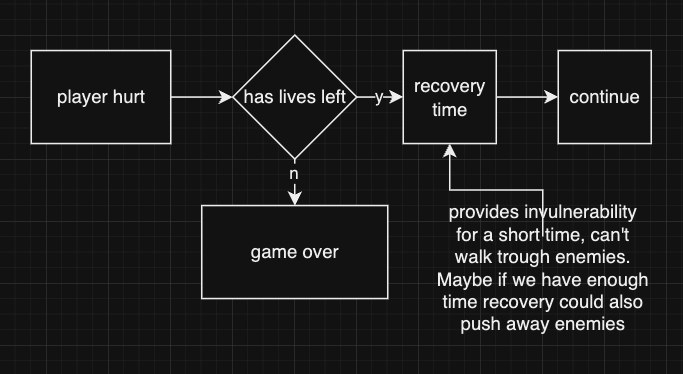 player hurt
has lives left
y
recovery
time
continue
n
game over
provides invulnerability
for a short time, can't
walk trough enemies.
Maybe if we have enough
time recovery could also
push away enemies